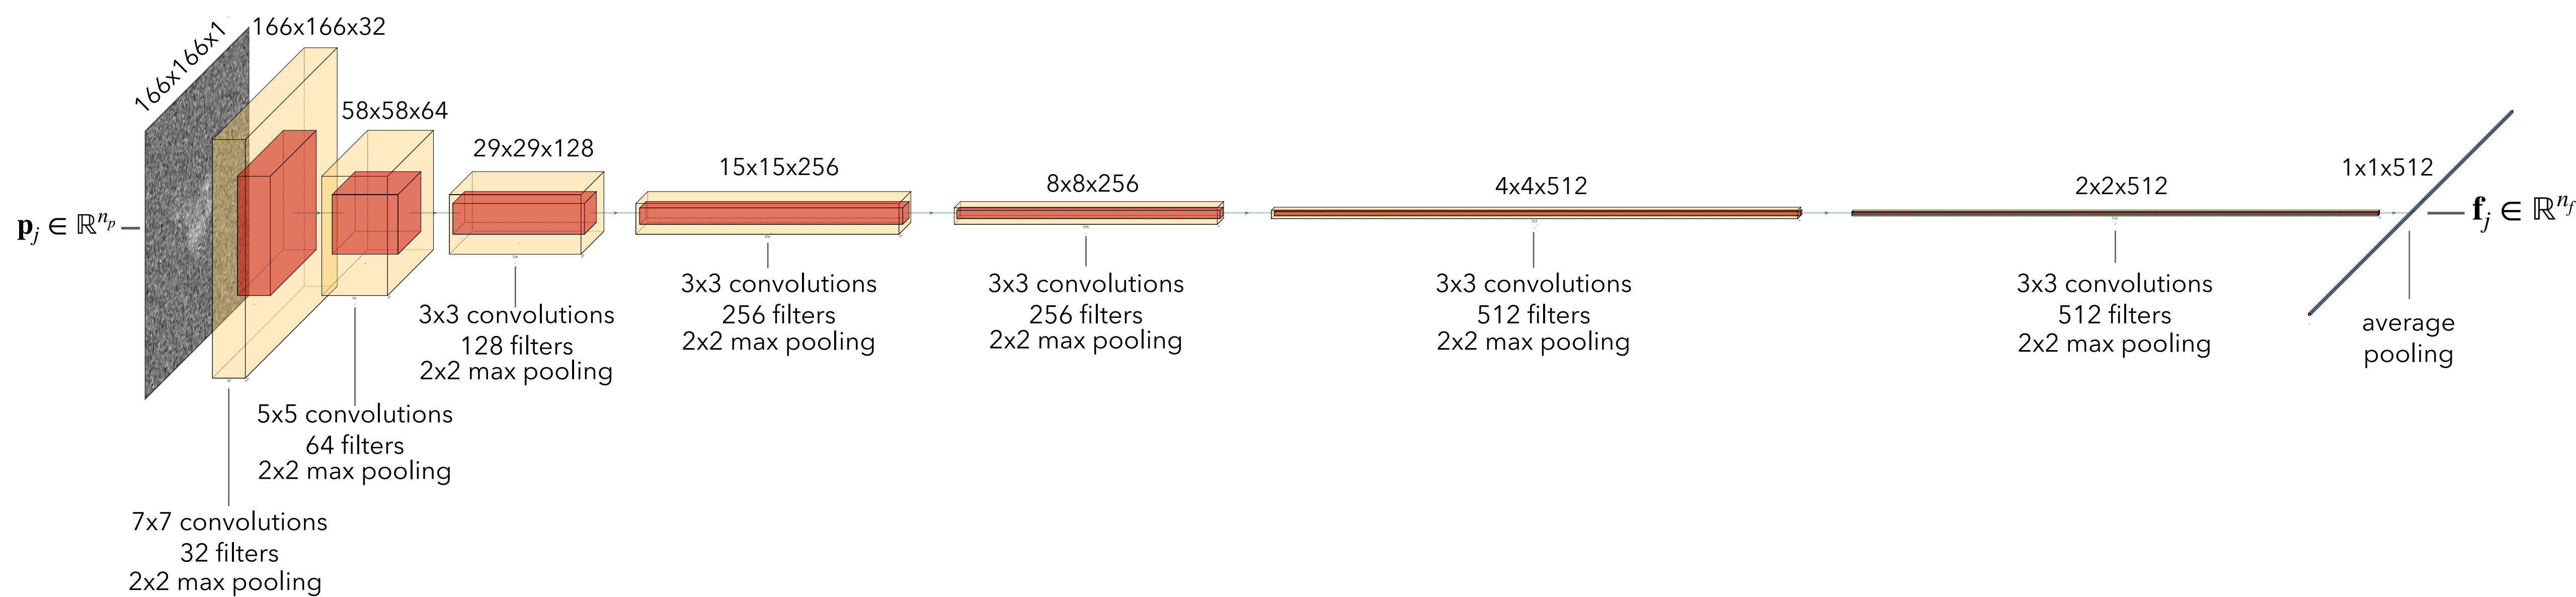 166x166x1
166x166x32
58x58x64
29x29x128
15x15x256
8x8x256
4x4x512
2x2x512
1x1x512
p_j ∈ ℝ^{n_p}
f_j ∈ ℝ^{n_f}
7x7 convolutions
32 filters
2x2 max pooling
5x5 convolutions
64 filters
2x2 max pooling
3x3 convolutions
128 filters
2x2 max pooling
3x3 convolutions
256 filters
2x2 max pooling
3x3 convolutions
256 filters
2x2 max pooling
3x3 convolutions
512 filters
2x2 max pooling
3x3 convolutions
512 filters
2x2 max pooling
average
pooling